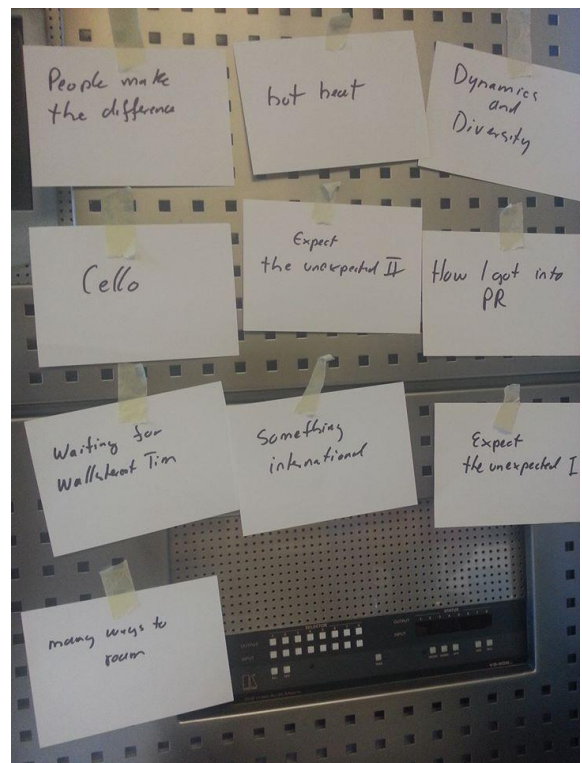 People make
the difference
hot heat
Dynamics
and
Diversity
Cello
Expect
the unexpected II
How I got into
PR
Waiting for
Tim
Something
international
Expect
the unexpected I
many ways to
roam